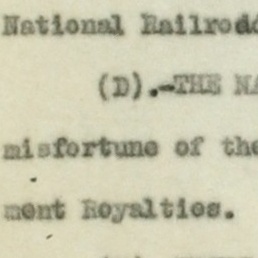 National Railroad
(D).-THE NA
misfortune of the
ment Royalties.